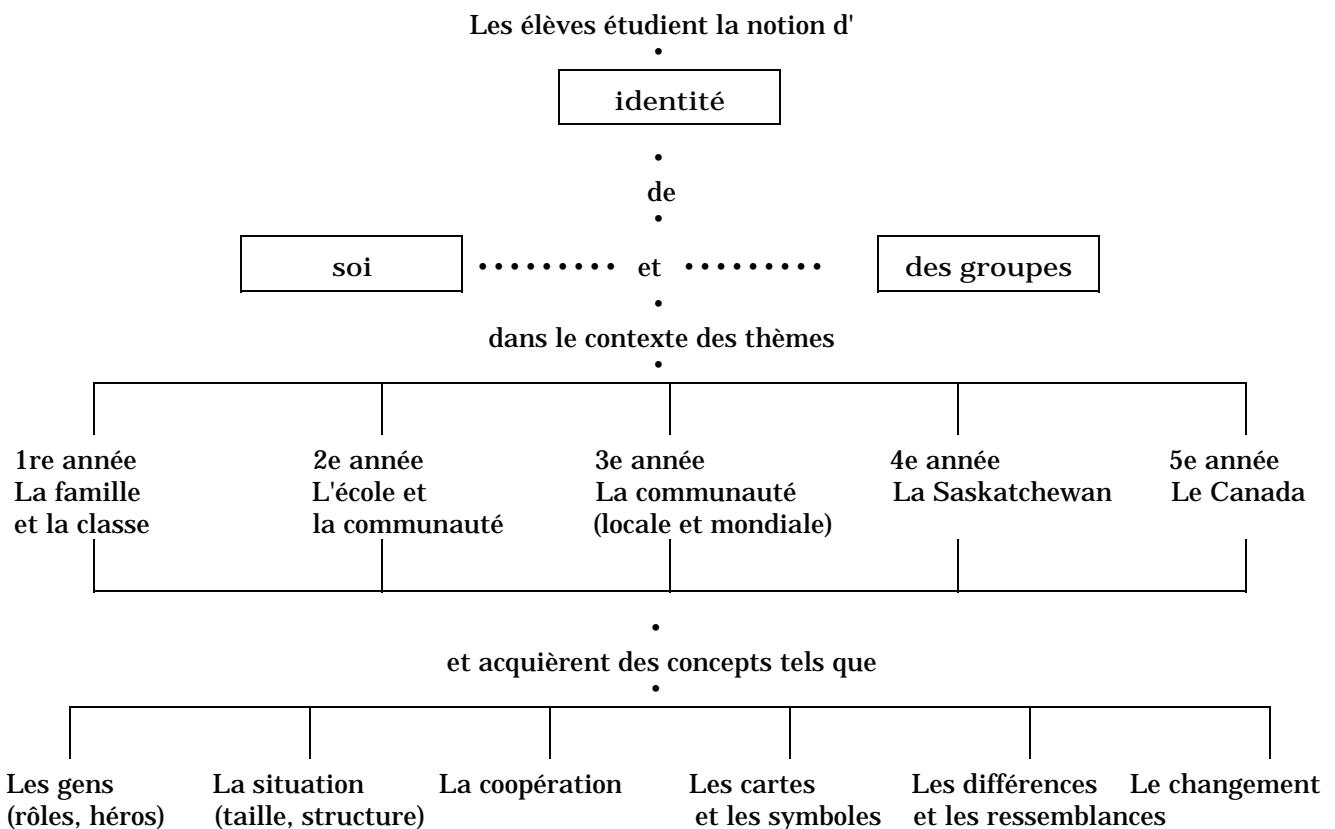 Les élèves étudient la notion d'
identité
de
soi ......... et ......... des groupes
dans le contexte des thèmes
1re année
La famille
et la classe
2e année
L'école et
la communauté
3e année
La communauté
(locale et mondiale)
4e année
La Saskatchewan
5e année
Le Canada
et acquièrent des concepts tels que
Les gens
(rôles, héros)
La situation
(taille, structure)
La coopération
Les cartes
et les symboles
Les différences
et les ressemblances
Le changement